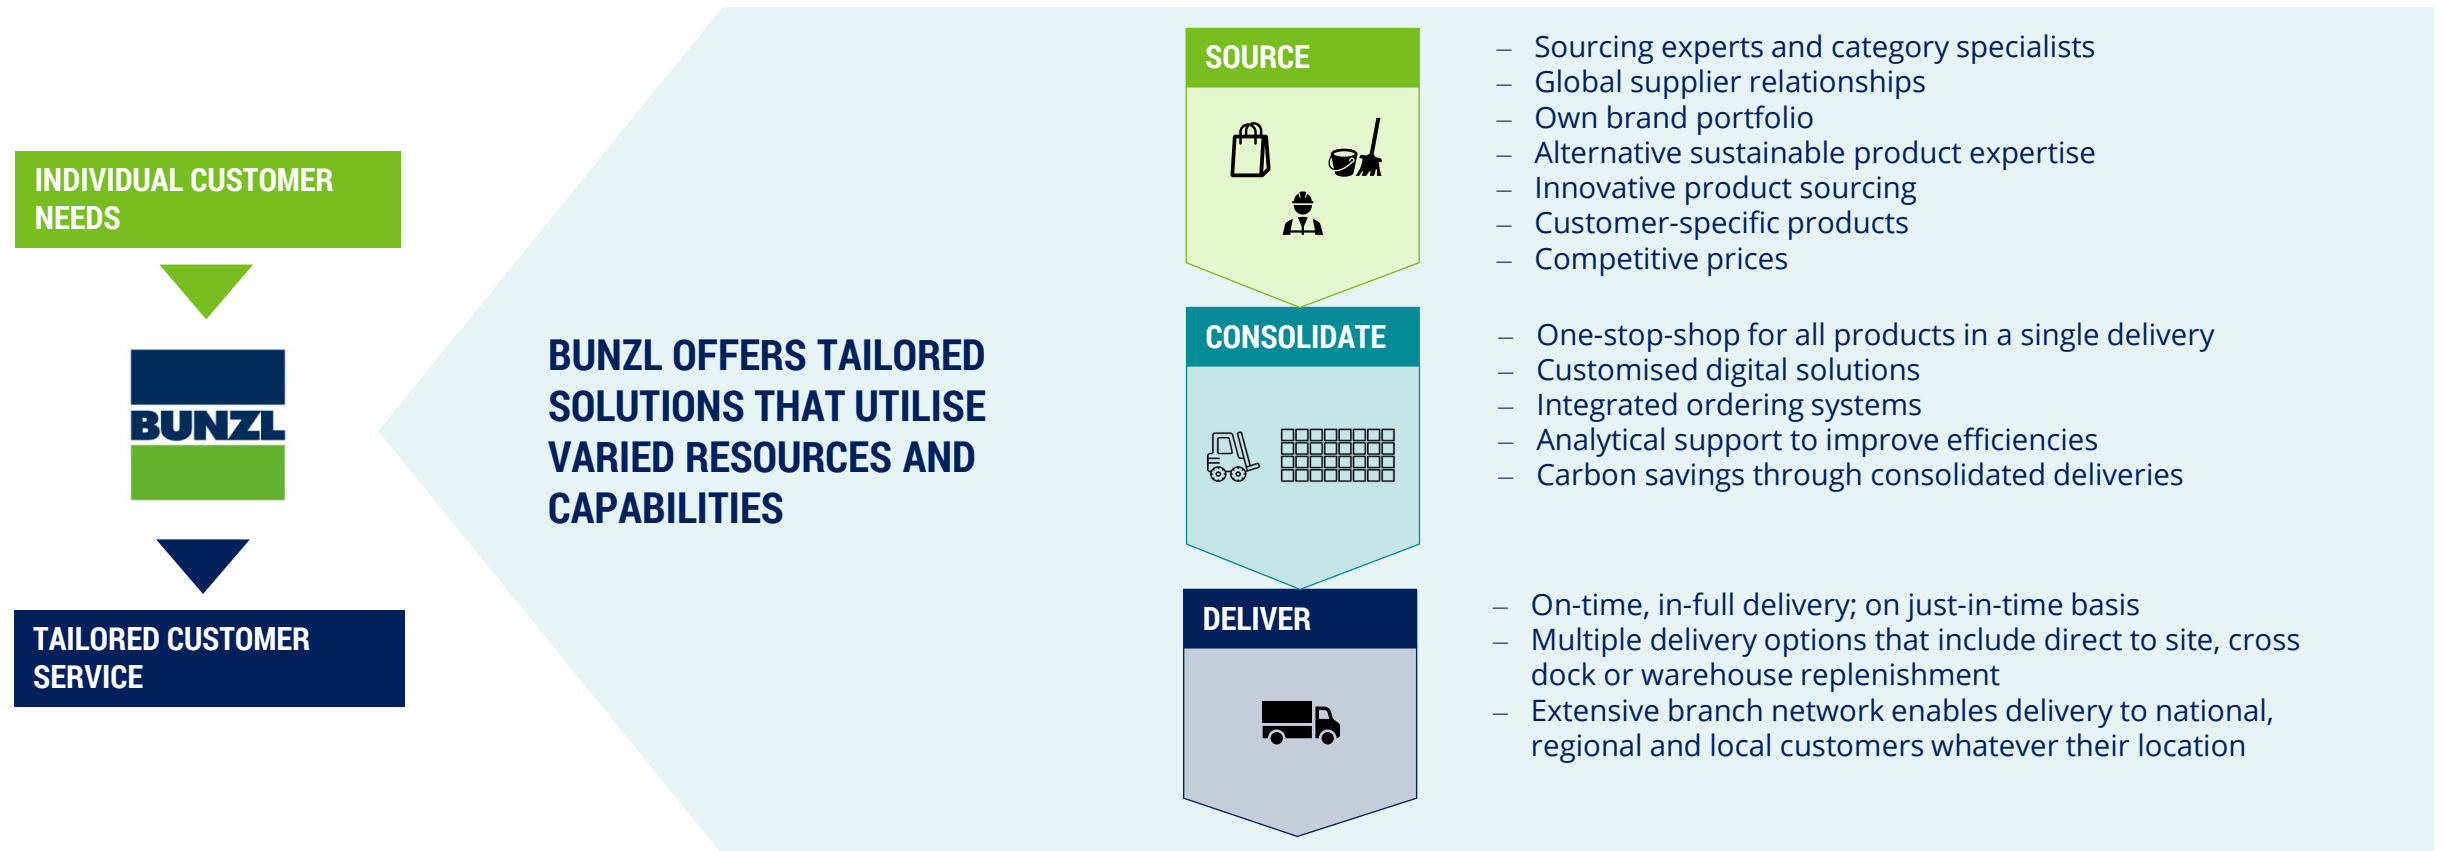 INDIVIDUAL CUSTOMER
NEEDS
BUNZL
TAILORED CUSTOMER
SERVICE
BUNZL OFFERS TAILORED
SOLUTIONS THAT UTILISE
VARIED RESOURCES AND
CAPABILITIES
SOURCE
– Sourcing experts and category specialists
– Global supplier relationships
– Own brand portfolio
– Alternative sustainable product expertise
– Innovative product sourcing
– Customer-specific products
– Competitive prices
CONSOLIDATE
– One-stop-shop for all products in a single delivery
– Customised digital solutions
– Integrated ordering systems
– Analytical support to improve efficiencies
– Carbon savings through consolidated deliveries
DELIVER
– On-time, in-full delivery; on just-in-time basis
– Multiple delivery options that include direct to site, cross
dock or warehouse replenishment
– Extensive branch network enables delivery to national,
regional and local customers whatever their location